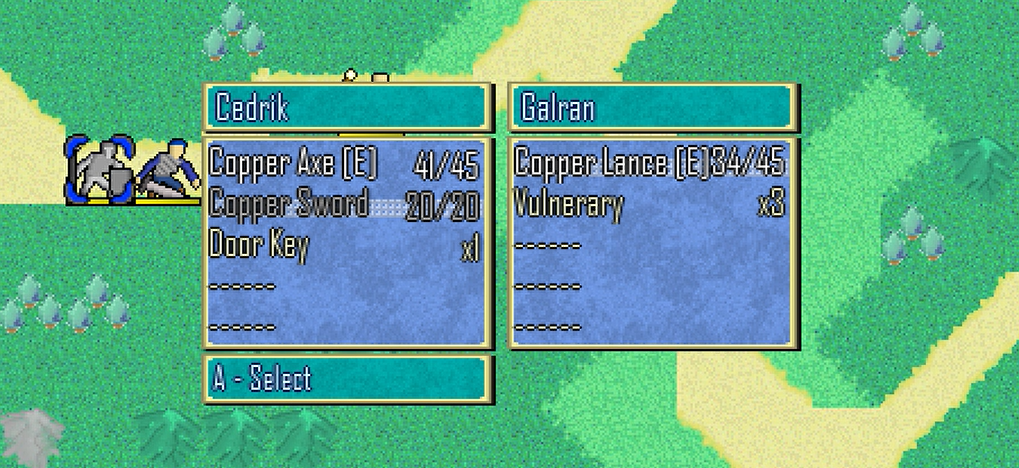 Cedrik
Copper Axe [E] 41/45
Copper Sword 20/20
Door Key x1
------
------
A - Select
Galran
Copper Lance [E] 34/45
Vulnerary x3
------
------
------